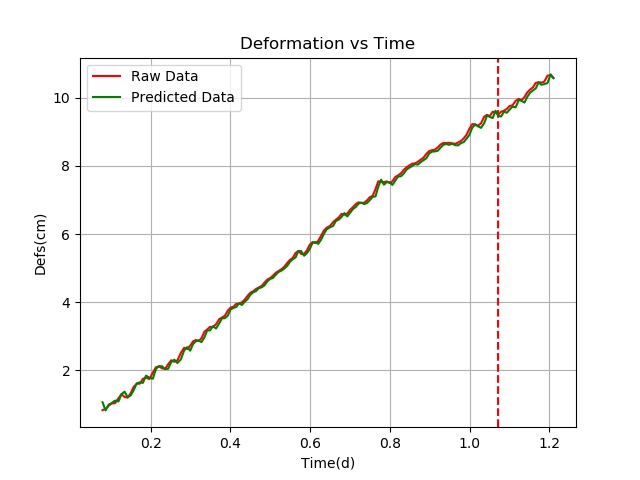 Deformation vs Time
Raw Data
Predicted Data
Defs(cm)
10
8
6
4
2
0.2 0.4 0.6 0.8 1.0 1.2
Time(d)